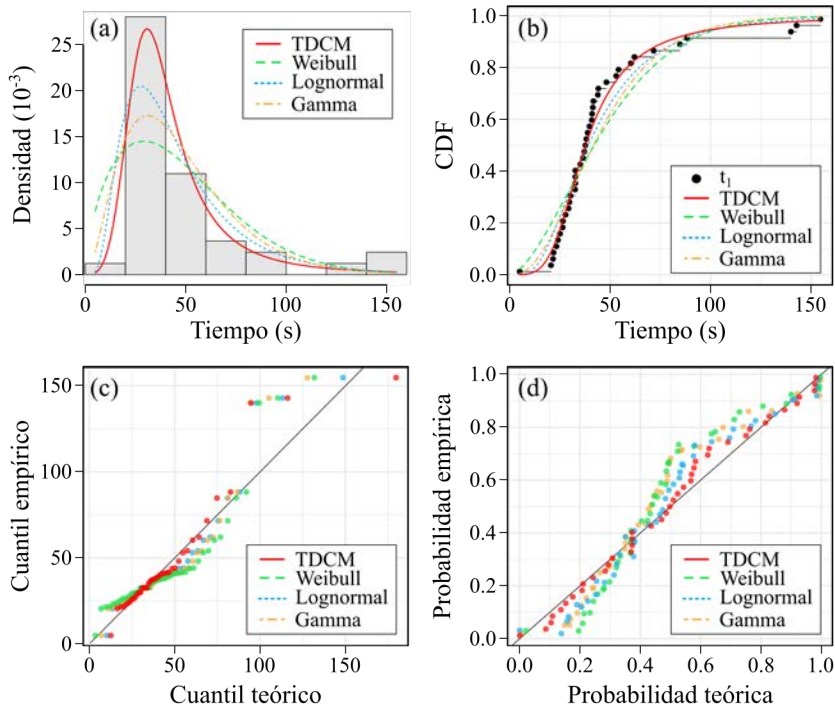 (a)
TDCM
Weibull
Lognormal
Gamma
25
20
15
10
5
0
Densidad (10⁻³)
0
50
100
150
Tiempo (s)
(b)
1.0
0.8
0.6
0.4
0.2
0.0
CDF
t₁
TDCM
Weibull
Lognormal
Gamma
0
50
100
150
Tiempo (s)
(c)
150
100
50
0
Cuantil empírico
TDCM
Weibull
Lognormal
Gamma
0
50
100
150
Cuantil teórico
(d)
1.0
0.8
0.6
0.4
0.2
0.0
Probabilidad empírica
TDCM
Weibull
Lognormal
Gamma
0.0
0.2
0.4
0.6
0.8
1.0
Probabilidad teórica